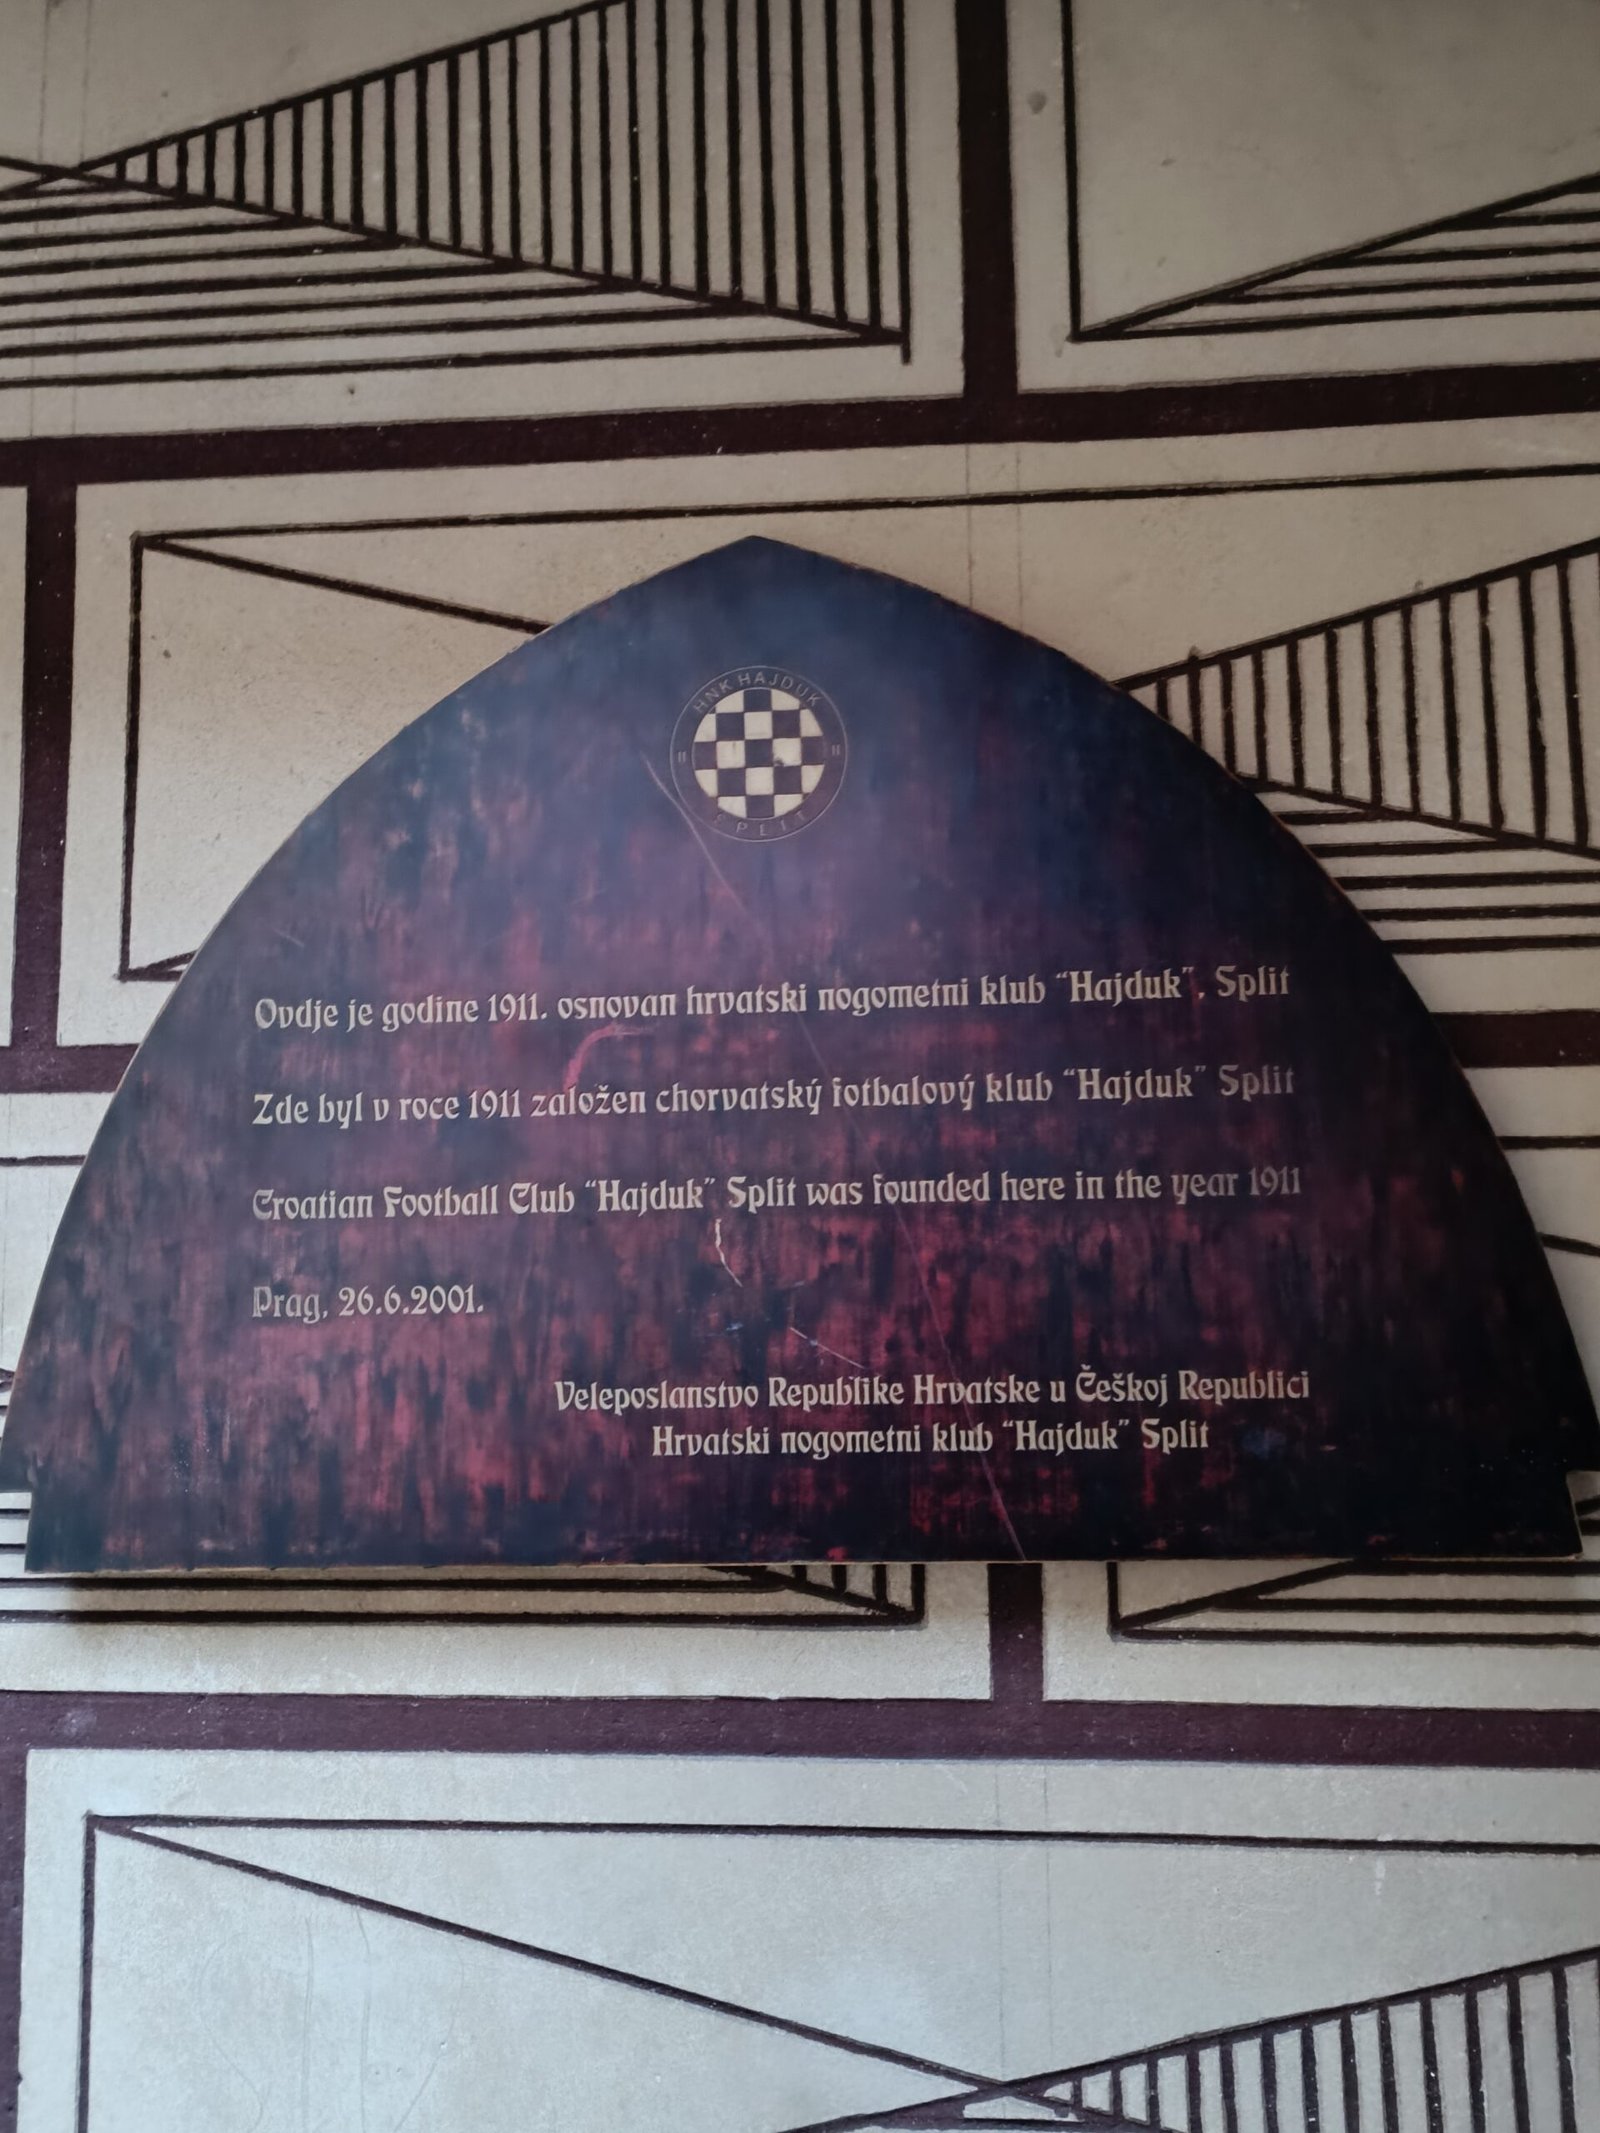 HNK HAJDUK
SPLIT
Ovdje je godine 1911. osnovan hrvatski nogometni klub “Hajduk”, Split
Zde byl v roce 1911 založen chorvatský fotbalový klub “Hajduk” Split
Croatian Football Club “Hajduk” Split was founded here in the year 1911
Prag, 26.6.2001.
Veleposlanstvo Republike Hrvatske u Češkoj Republici
Hrvatski nogometni klub “Hajduk” Split